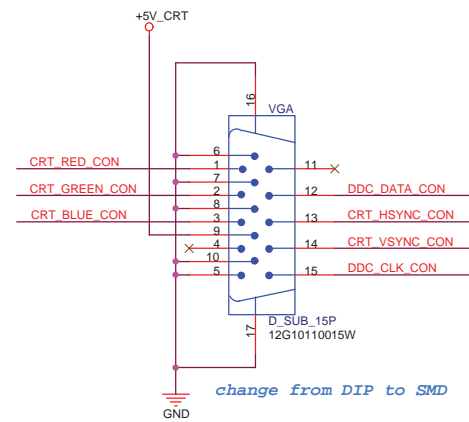 +5V_CRT
16
VGA
6
CRT_RED_CON 1 11
7
CRT_GREEN_CON 2 12 DDC_DATA_CON
8
CRT_BLUE_CON 3 13 CRT_HSYNC_CON
9
4 14 CRT_VSYNC_CON
10
5 15 DDC_CLK_CON
17
D_SUB_15P
12G10110015W
change from DIP to SMD
GND